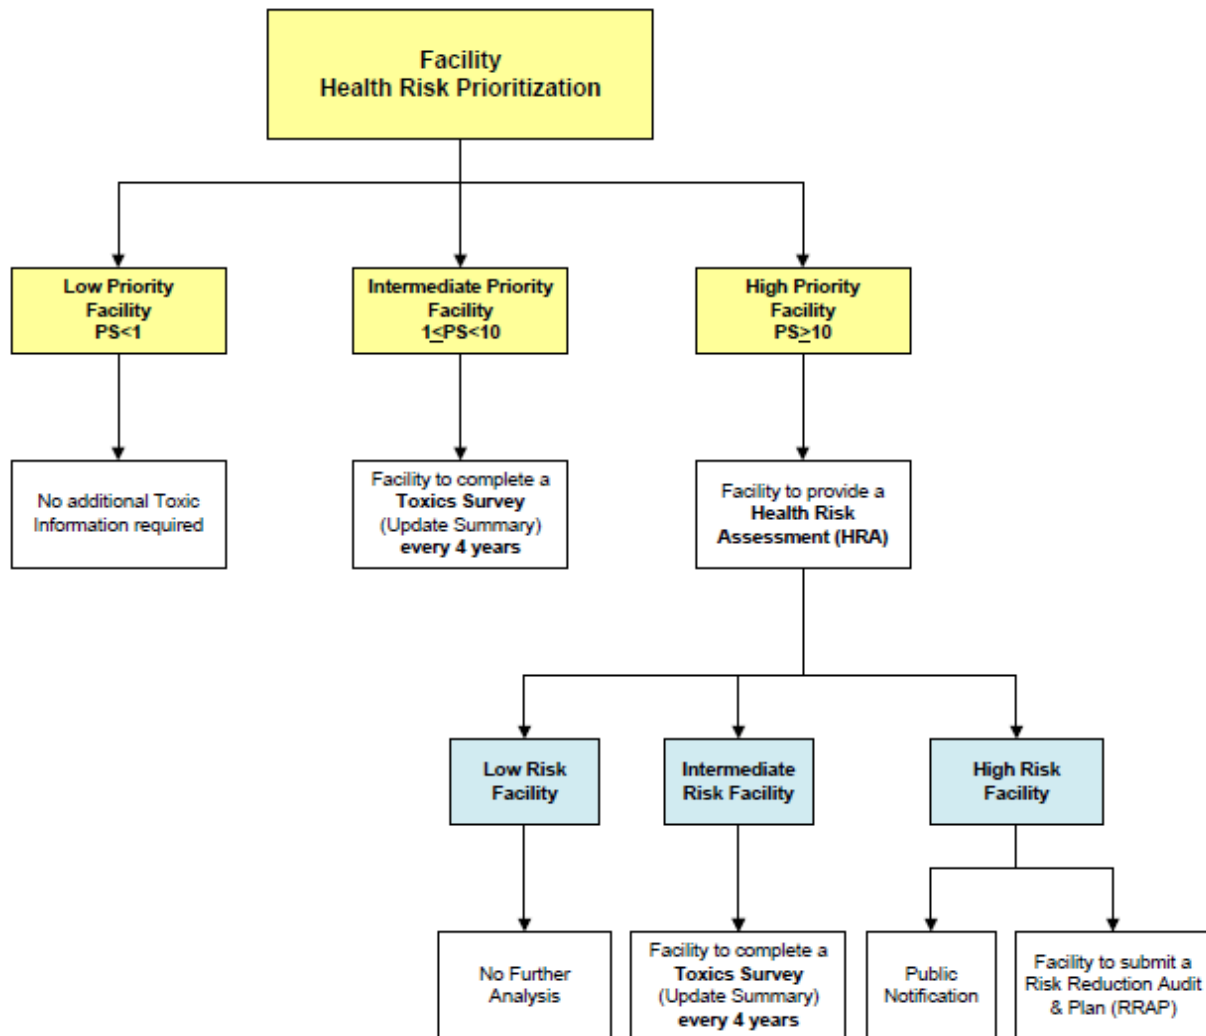 Facility
Health Risk Prioritization
Low Priority
Facility
PS<1
Intermediate Priority
Facility
1≤PS<10
High Priority
Facility
PS≥10
No additional Toxic
Information required
Facility to complete a
Toxics Survey
(Update Summary)
every 4 years
Facility to provide a
Health Risk
Assessment (HRA)
Low Risk
Facility
Intermediate
Risk Facility
High Risk
Facility
No Further
Analysis
Facility to complete a
Toxics Survey
(Update Summary)
every 4 years
Public
Notification
Facility to submit a
Risk Reduction Audit
& Plan (RRAP)